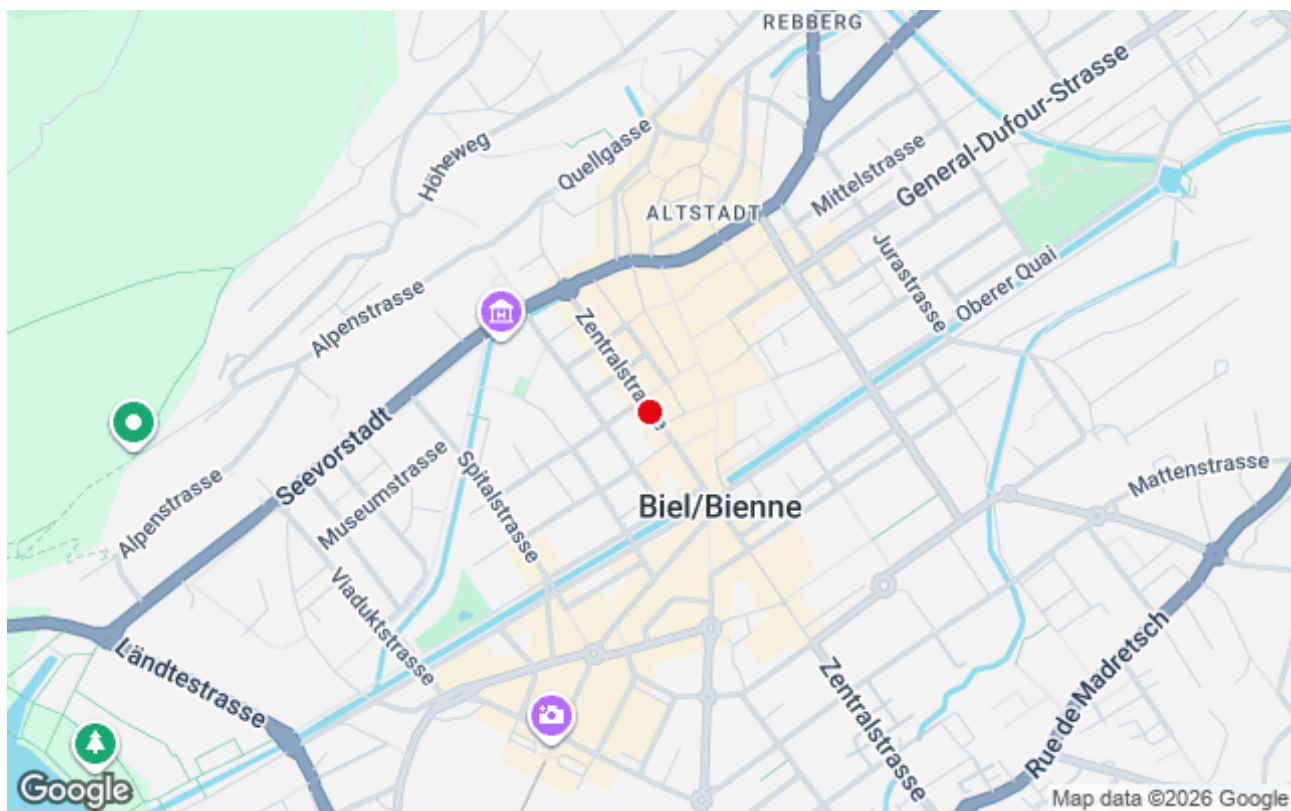 REBBERG
General-Dufour-Strasse
Höheweg
Quellgasse
Mittelstrasse
ALTSTADT
Jurastrasse
Oberer Quai
Alpenstrasse
Zentralstrasse
Seevorstadt
Museumstrasse
Spitalstrasse
Mattenstrasse
Alpenstrasse
Biel/Bienne
Viaduktstrasse
Ländtestrasse
Rue de Madretsch
Zentralstrasse
Google
Map data ©2026 Google